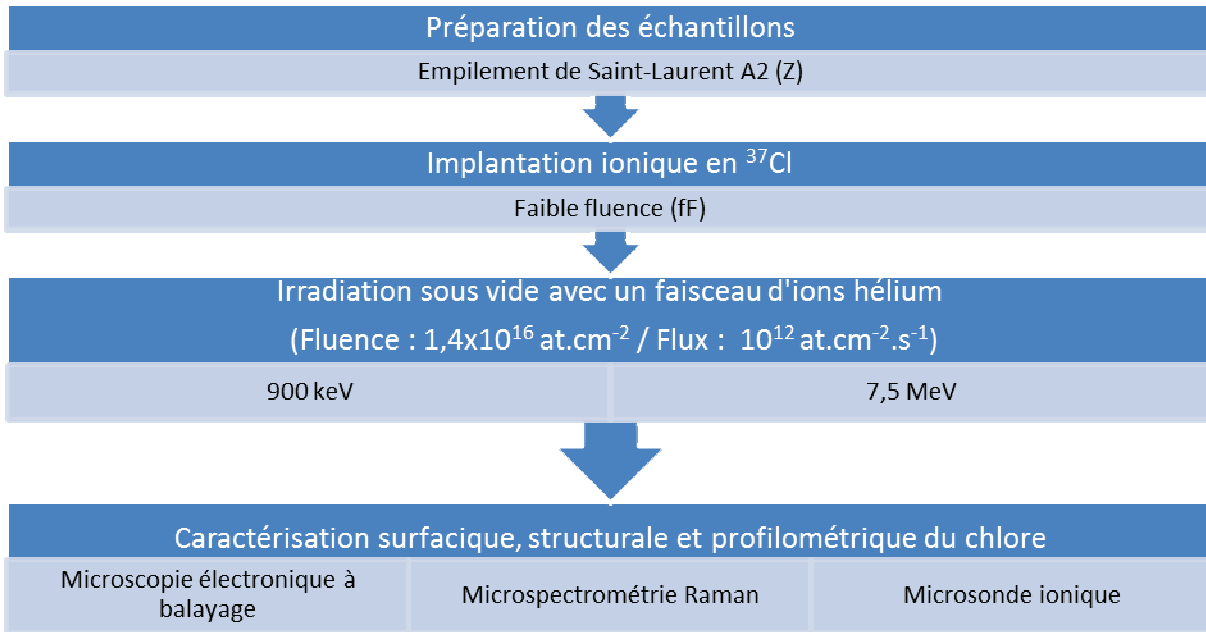 Préparation des échantillons
Empilement de Saint-Laurent A2 (Z)
Implantation ionique en ³⁷Cl
Faible fluence (fF)
Irradiation sous vide avec un faisceau d'ions hélium
(Fluence : 1,4x10¹⁶ at.cm⁻² / Flux : 10¹² at.cm⁻².s⁻¹)
900 keV
7,5 MeV
Caractérisation surfacique, structurale et profilométrique du chlore
Microscopie électronique à
balayage
Microspectrométrie Raman
Microsonde ionique